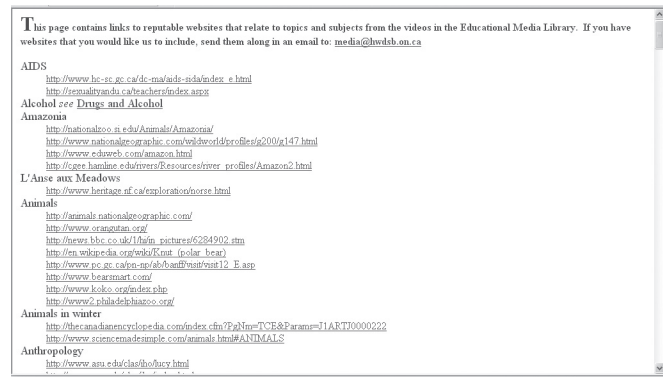 This page contains links to reputable websites that relate to topics and subjects from the videos in the Educational Media Library. If you have
websites that you would like us to include, send them along in an email to: media@hwdsb.on.ca
AIDS
http://www.hc-sc.gc.ca/dc-ma/aids-sida/index_e.html
http://sexualityandu.ca/teachers/index.aspx
Alcohol see Drugs and Alcohol
Amazonia
http://nationalzoo.si.edu/Animals/Amazonia/
http://www.nationalgeographic.com/wildworld/profiles/g200/g147.html
http://www.eduweb.com/amazon.html
http://cgee.hamline.edu/rivers/Resources/river_profiles/Amazon2.html
L'Anse aux Meadows
http://www.heritage.nf.ca/exploration/norse.html
Animals
http://animals.nationalgeographic.com/
http://www.orangutan.org/
http://news.bbc.co.uk/1/hi/in_pictures/6284902.stm
http://en.wikipedia.org/wiki/Knut_(polar_bear)
http://www.pc.gc.ca/pn-np/ab/banff/visit/visit12_E.asp
http://www.bearsmart.com/
http://www.koko.org/index.php
http://www2.philadelphiazoo.org/
Animals in winter
http://thecanadianencyclopedia.com/index.cfm?PgNm=TCE&Params=J1ARTJ0000222
http://www.sciencemadesimple.com/animals.html#ANIMALS
Anthropology
http://www.asu.edu/clas/iho/lucy.html